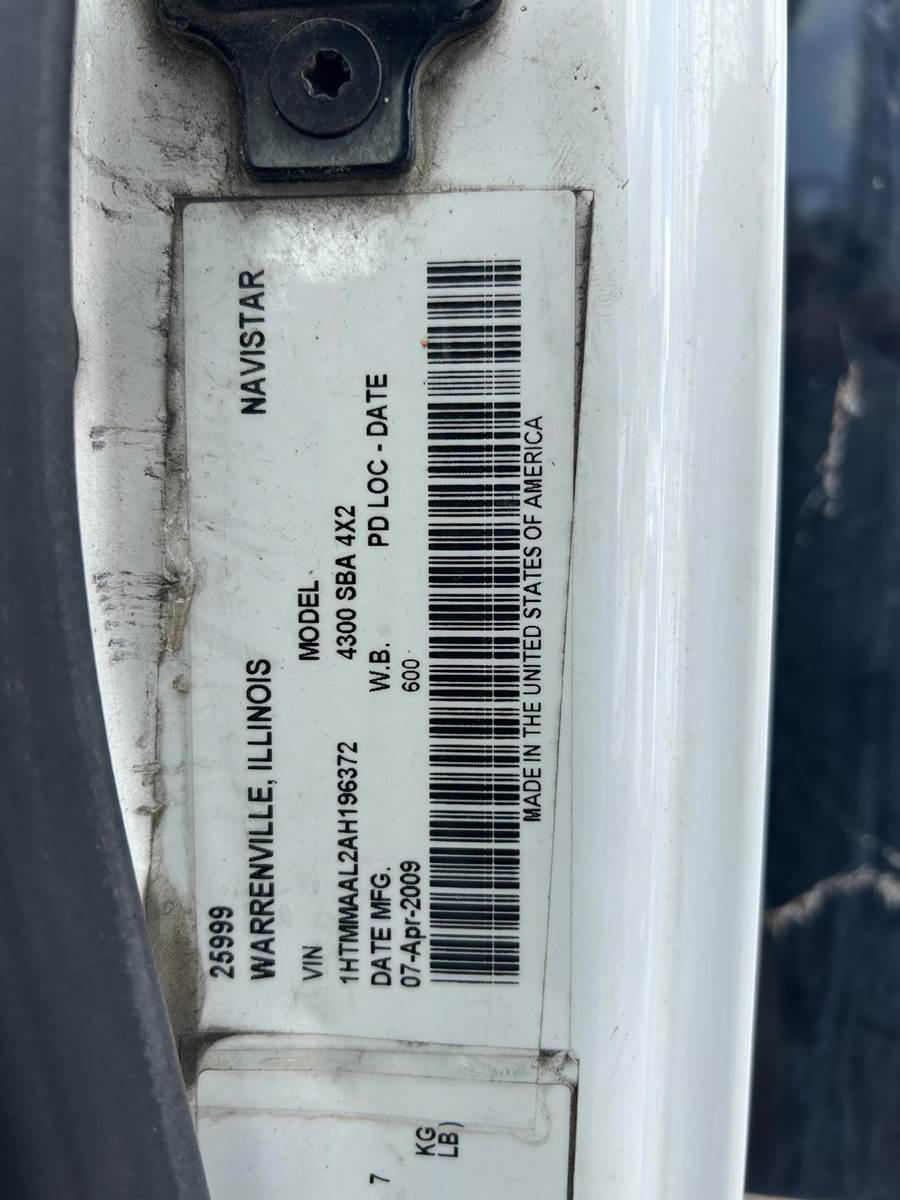 25999
WARRENVILLE, ILLINOIS NAVISTAR
VIN MODEL
1HTMMAAL2AH196372 4300 SBA 4X2
DATE MFG. W.B. PD LOC - DATE
07-Apr-2009 600
MADE IN THE UNITED STATES OF AMERICA
7
KG
LB)